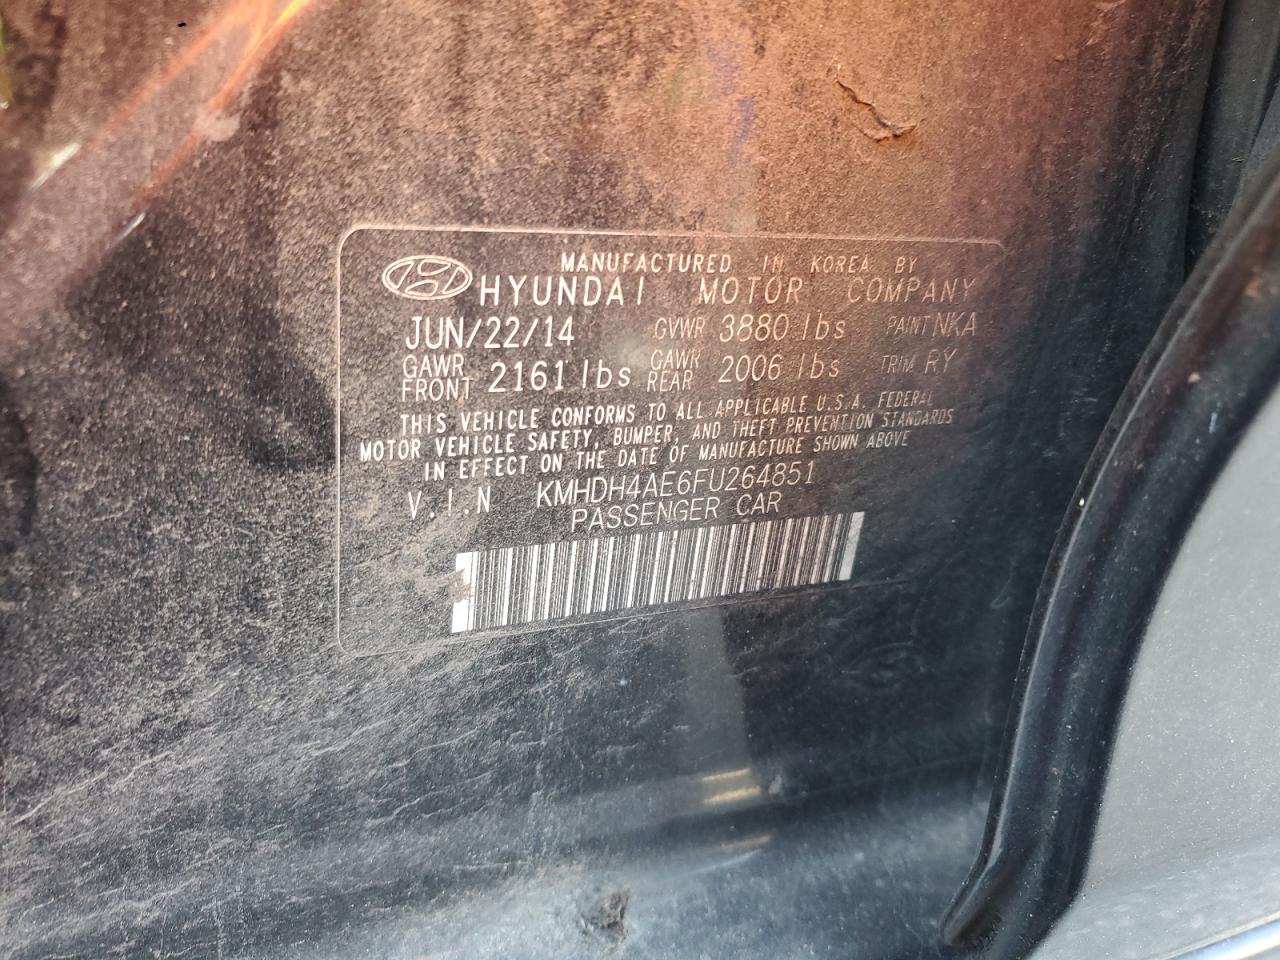 MANUFACTURED IN KOREA BY
HYUNDAI MOTOR COMPANY
JUN/22/14 GVWR 3880 lbs PAINT NKA
GAWR FRONT 2161 lbs GAWR REAR 2006 lbs TRIM RY
THIS VEHICLE CONFORMS TO ALL APPLICABLE U.S.A. FEDERAL
MOTOR VEHICLE SAFETY, BUMPER, AND THEFT PREVENTION STANDARDS
IN EFFECT ON THE DATE OF MANUFACTURE SHOWN ABOVE
V.I.N KMHDH4AE6FU264851
PASSENGER CAR